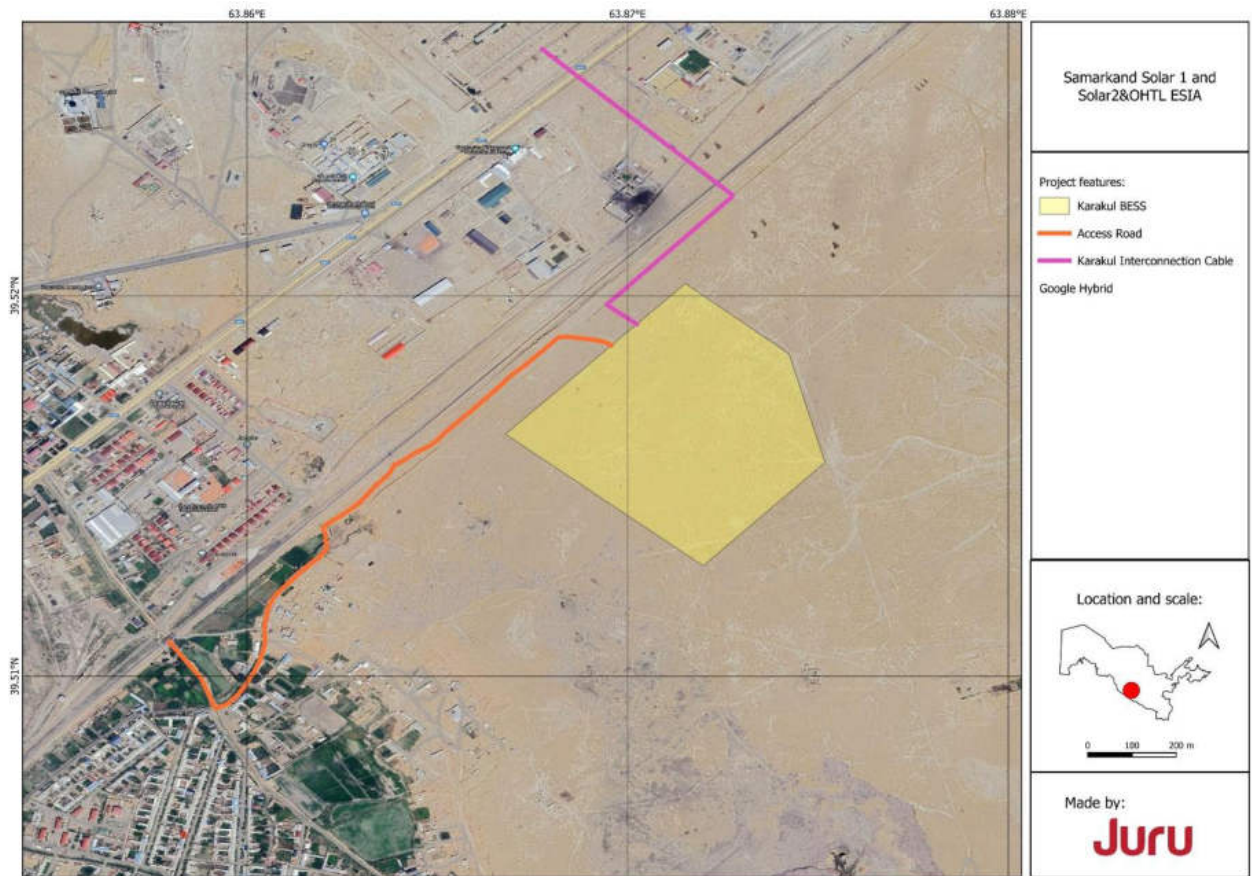 63.86°E
63.87°E
63.88°E
39.52°N
39.51°N
Samarkand Solar 1 and
Solar2&OHTL ESIA
Project features:
Karakul BESS
Access Road
Karakul Interconnection Cable
Google Hybrid
Location and scale:
0 100 200 m
Made by:
Juru